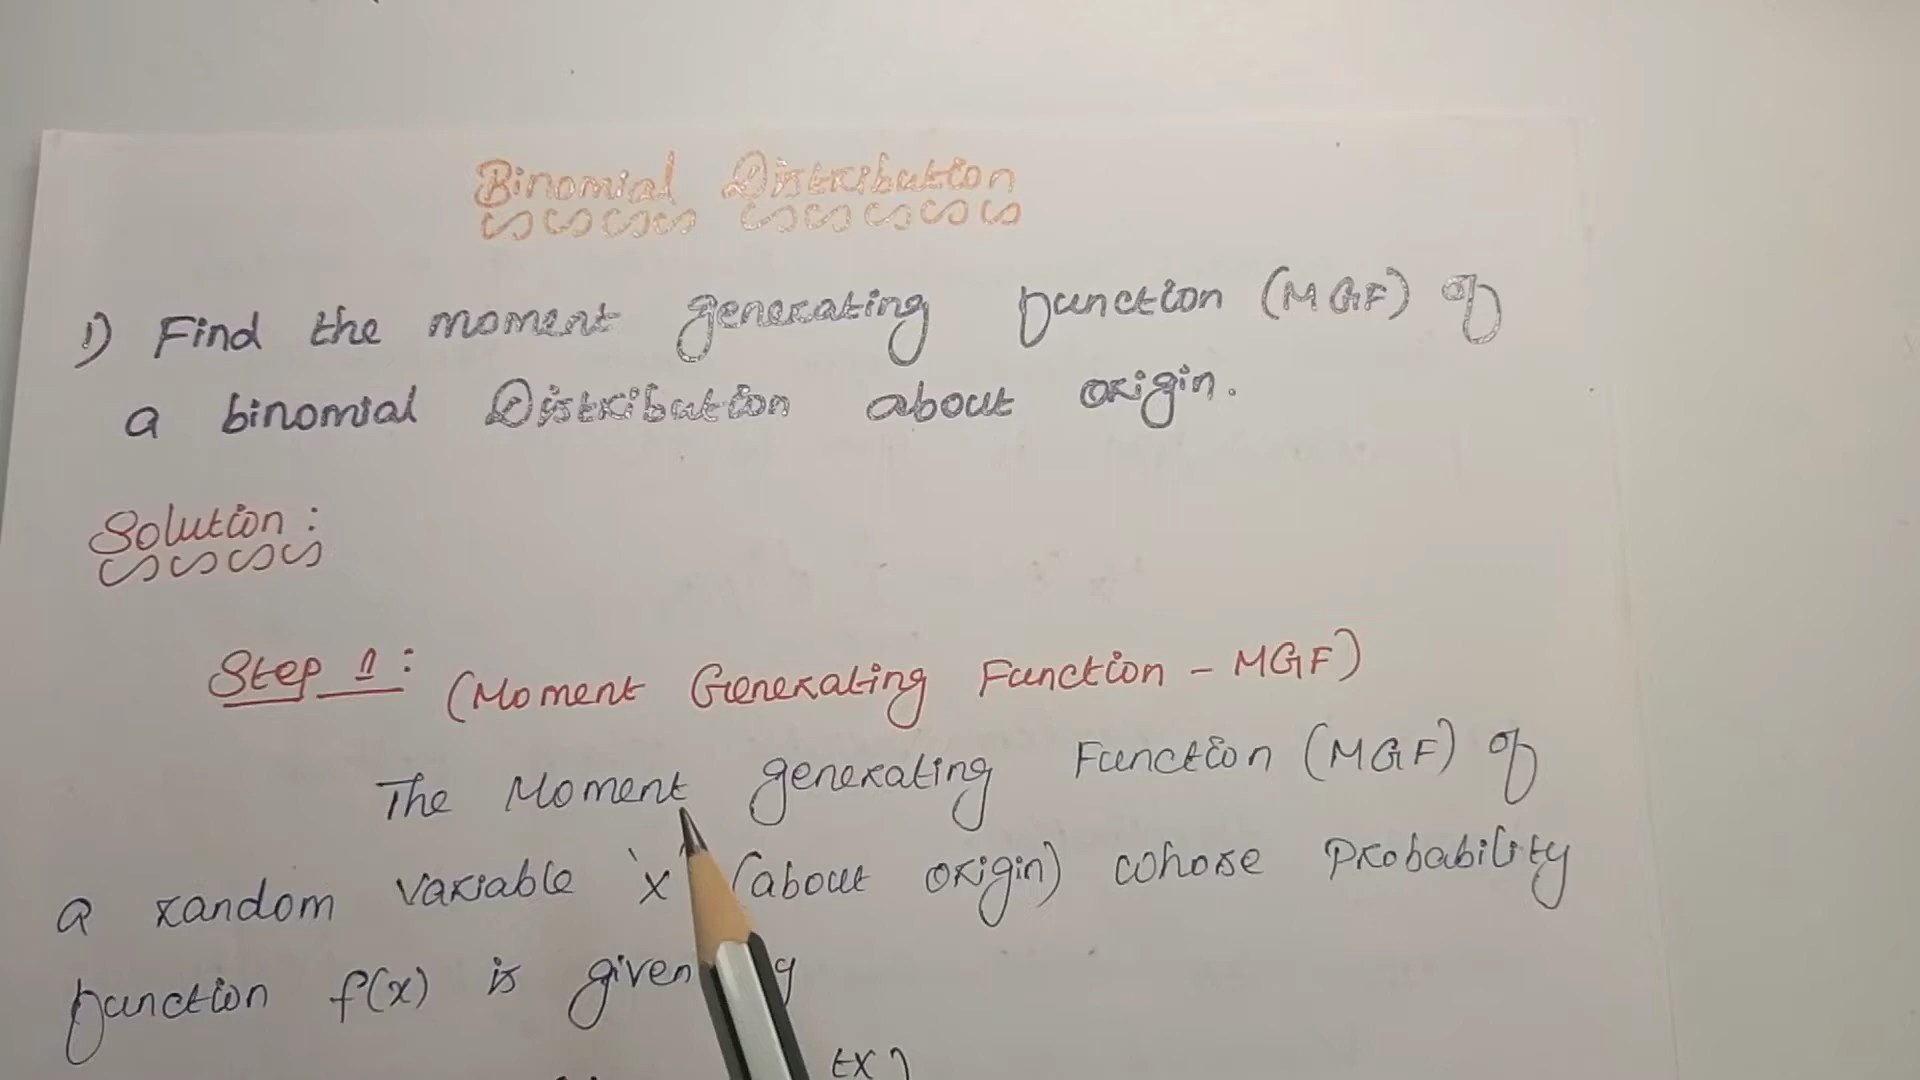 Binomial Distribution
1) Find the moment generating function (MGF) of
a binomial Distribution about origin.
Solution:
Step 1: (Moment Generating Function - MGF)
The Moment generating Function (MGF) of
a random variable 'x (about origin) whose Probability
function f(x) is given
tx)